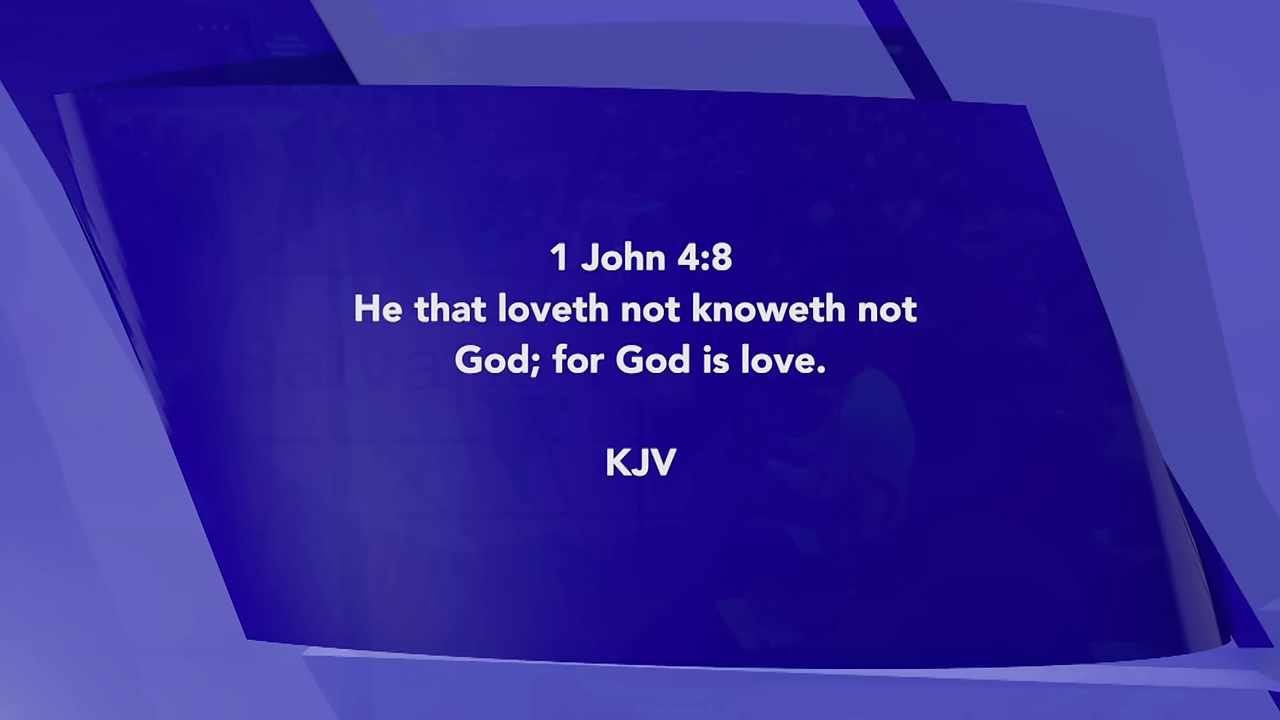 1 John 4:8
He that loveth not knoweth not
God; for God is love.
KJV